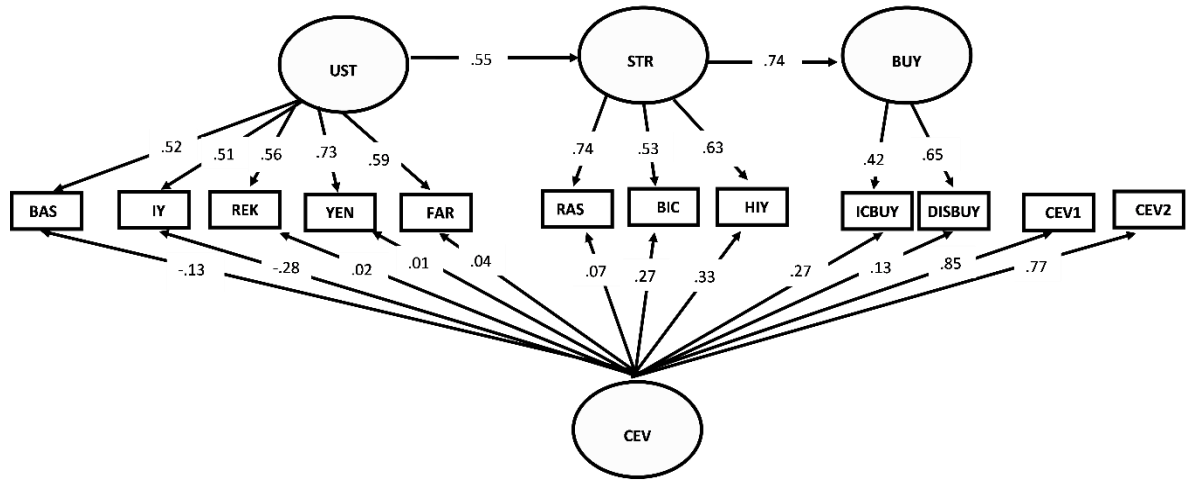 UST
.55
STR
.74
BUY
.52
.51
.56
.73
.59
.74
.53
.63
.42
.65
BAS
IY
REK
YEN
FAR
RAS
BIC
HIY
ICBUY
DISBUY
CEV1
CEV2
-.13
-.28
.02
.01
.04
.07
.27
.33
.27
.13
.85
.77
CEV